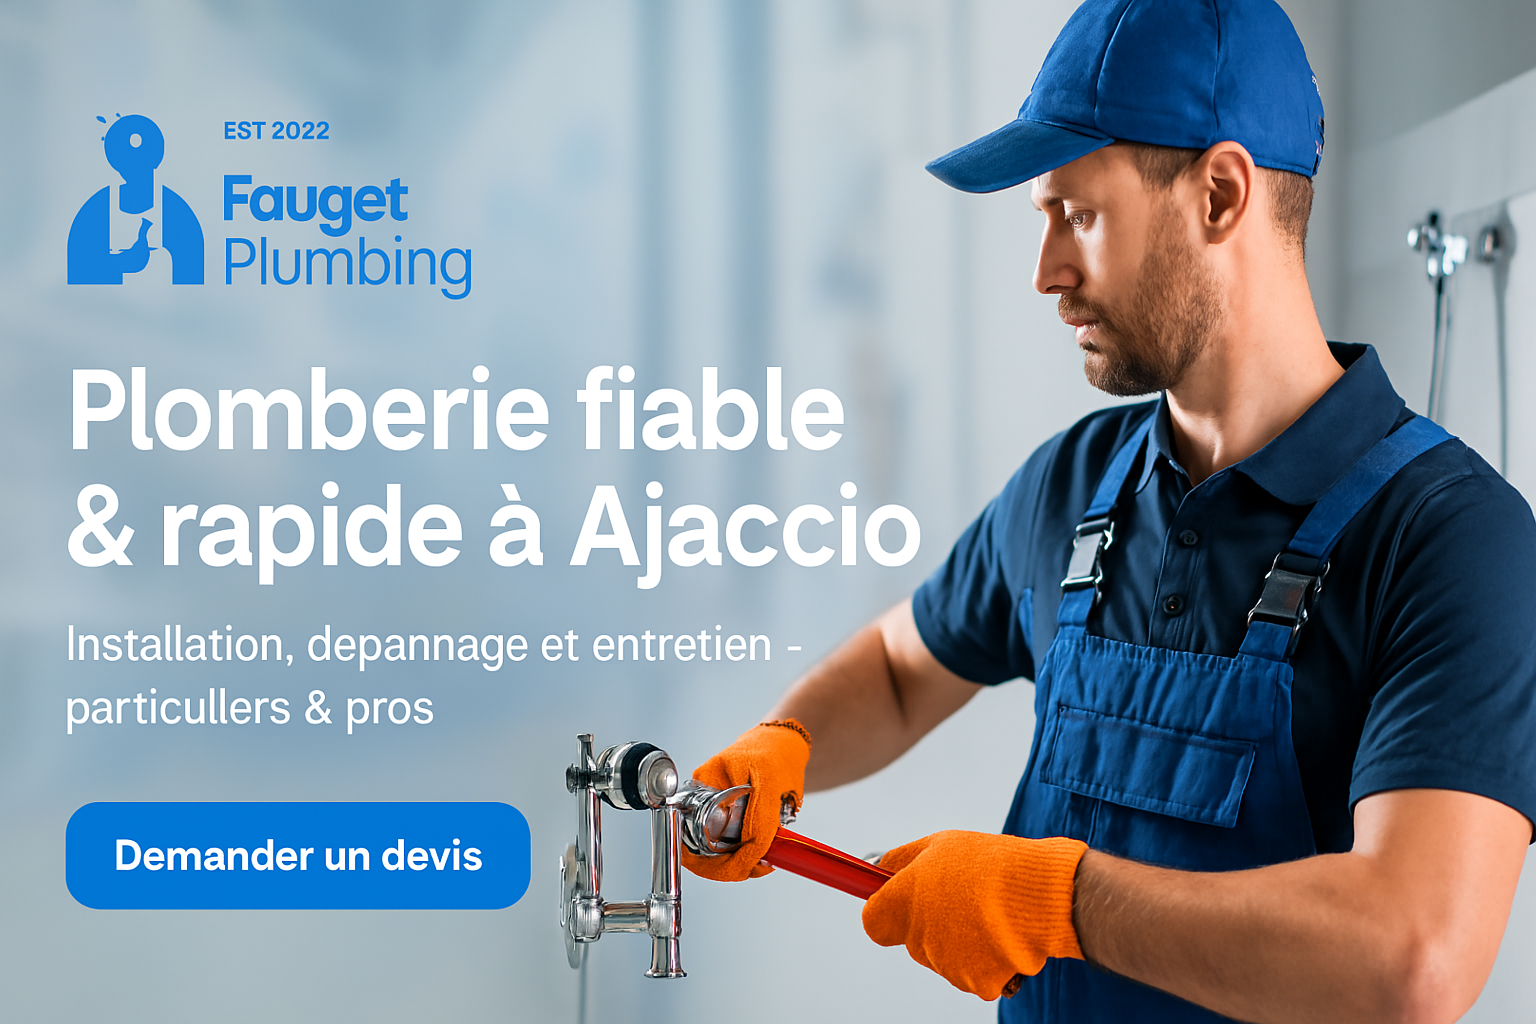 EST 2022
Fauget
Plumbing
Plomberie fiable
& rapide à Ajaccio
Installation, depannage et entretien -
particullers & pros
Demander un devis